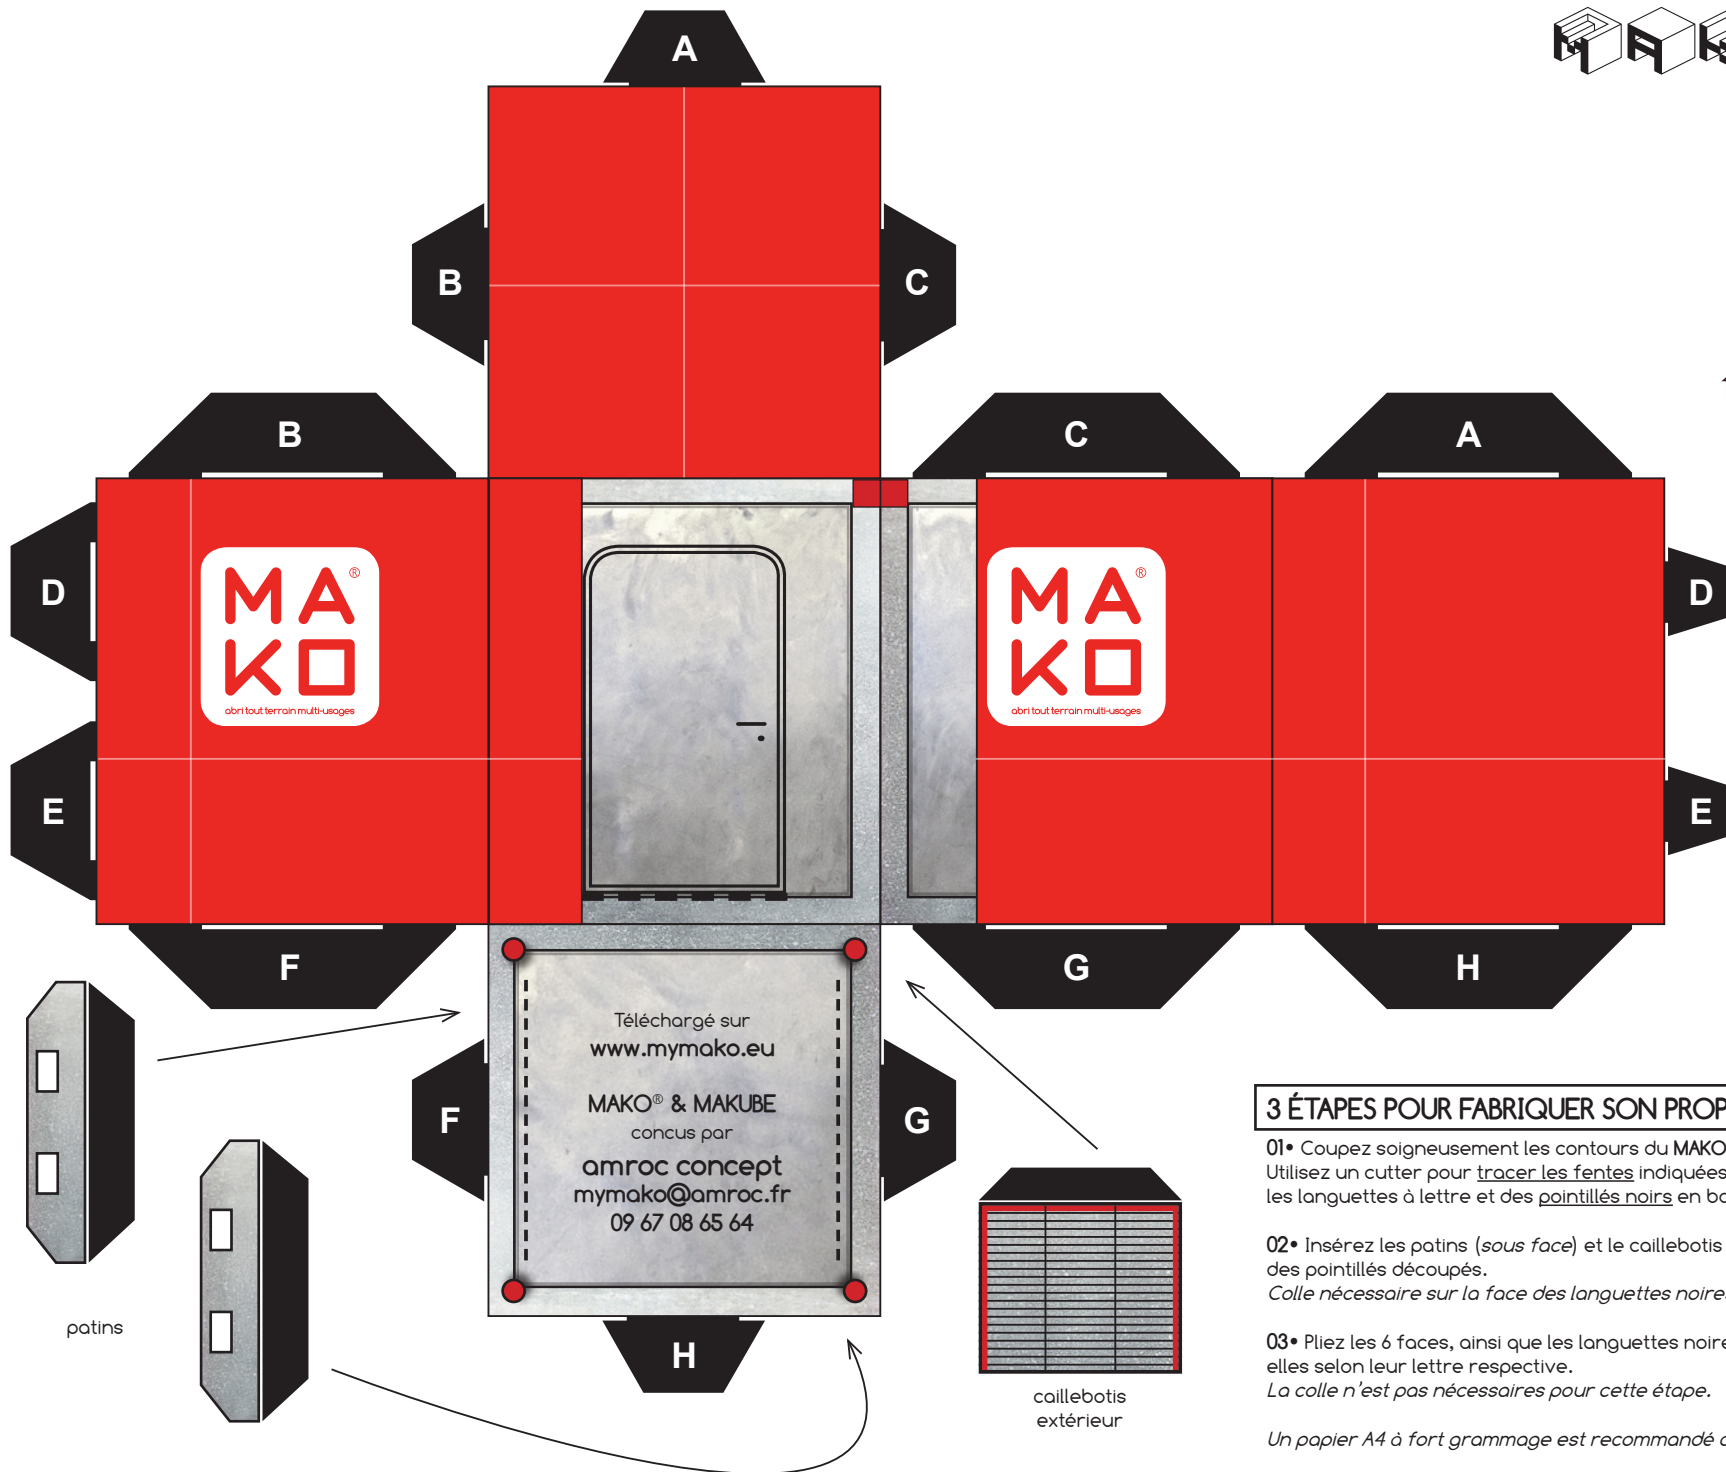 MAK
A
B
C
B
C
A
D
MA®
KO
abri tout terrain multi-usages
MA®
KO
abri tout terrain multi-usages
D
E
E
F
G
H
Téléchargé sur
www.mymako.eu
MAKO® & MAKUBE
concus par
amroc concept
mymako@amroc.fr
09 67 08 65 64
F
G
H
patins
caillebotis
extérieur
3 ÉTAPES POUR FABRIQUER SON PROP
01• Coupez soigneusement les contours du MAKO
Utilisez un cutter pour tracer les fentes indiquées
les languettes à lettre et des pointillés noirs en ba
02• Insérez les patins (sous face) et le caillebotis
des pointillés découpés.
Colle nécessaire sur la face des languettes noires
03• Pliez les 6 faces, ainsi que les languettes noire
elles selon leur lettre respective.
La colle n'est pas nécessaires pour cette étape.
Un papier A4 à fort grammage est recommandé